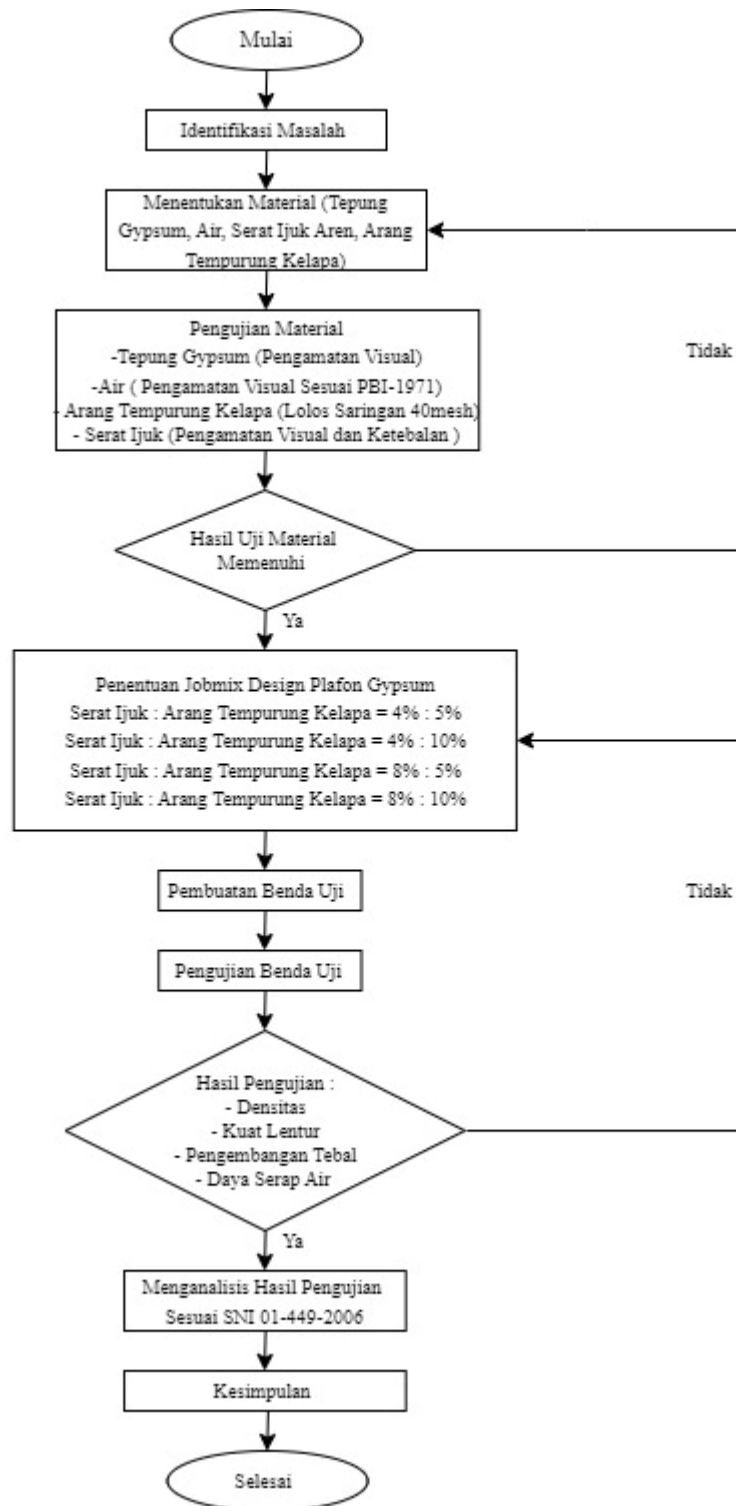 Mulai
Identifikasi Masalah
Menentukan Material (Tepung
Gypsum, Air, Serat Ijuk Aren, Arang
Tempurung Kelapa)
Pengujian Material
-Tepung Gypsum (Pengamatan Visual)
-Air ( Pengamatan Visual Sesuai PBI-1971)
- Arang Tempurung Kelapa (Lolos Saringan 40mesh)
- Serat Ijuk (Pengamatan Visual dan Ketebalan )
Tidak
Hasil Uji Material
Memenuhi
Ya
Penentuan Jobmix Design Plafon Gypsum
Serat Ijuk : Arang Tempurung Kelapa = 4% : 5%
Serat Ijuk : Arang Tempurung Kelapa = 4% : 10%
Serat Ijuk : Arang Tempurung Kelapa = 8% : 5%
Serat Ijuk : Arang Tempurung Kelapa = 8% : 10%
Pembuatan Benda Uji
Tidak
Pengujian Benda Uji
Hasil Pengujian :
- Densitas
- Kuat Lentur
- Pengembangan Tebal
- Daya Serap Air
Ya
Menganalisis Hasil Pengujian
Sesuai SNI 01-449-2006
Kesimpulan
Selesai